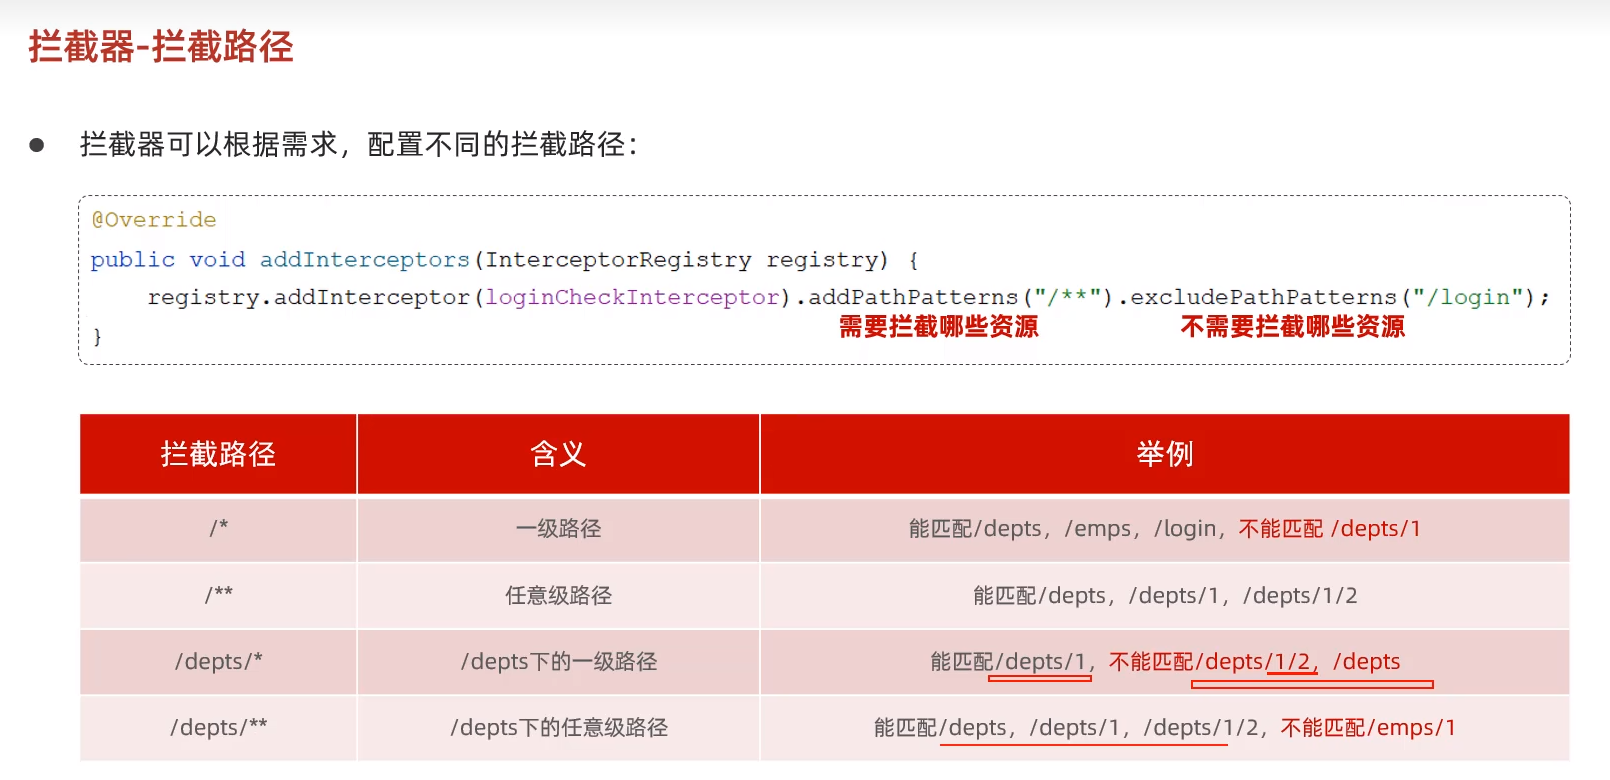 拦截器-拦截路径
● 拦截器可以根据需求，配置不同的拦截路径：
@Override
public void addInterceptors(InterceptorRegistry registry) {
registry.addInterceptor(loginCheckInterceptor).addPathPatterns("/**").excludePathPatterns("/login");
需要拦截哪些资源 不需要拦截哪些资源
}
拦截路径 含义 举例
/* 一级路径 能匹配/depts，/emps，/login，不能匹配 /depts/1
/** 任意级路径 能匹配/depts，/depts/1，/depts/1/2
/depts/* /depts下的一级路径 能匹配/depts/1，不能匹配/depts/1/2，/depts
/depts/** /depts下的任意级路径 能匹配/depts，/depts/1，/depts/1/2，不能匹配/emps/1